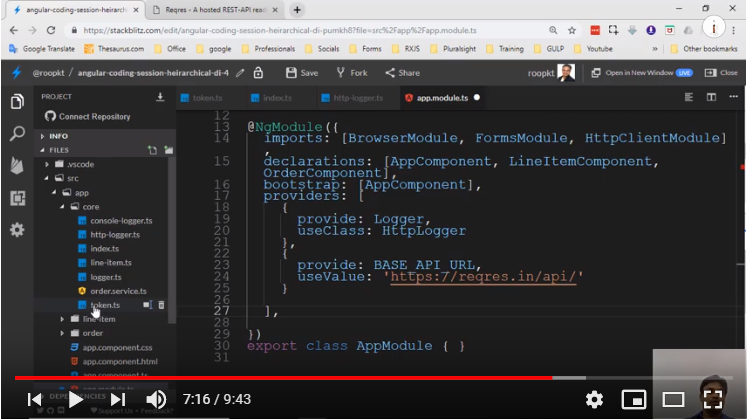 angular-coding-session-heirarch
Reqres - A hosted REST-API read
https://stackblitz.com/edit/angular-coding-session-heirarchical-di-pumkh8?file=src%2Fapp%2Fapp.module.ts
Google Translate
Thesaurus.com
Office
google
Professionals
Socials
Forms
RXJS
Pluralsight
Training
GULP
Youtube
»
Other bookmarks
@roopkt / angular-coding-session-heirarchical-di-4
Save
Fork
Share
roopkt
Open in New Window
LIVE
Close
PROJECT
Connect Repository
INFO
FILES
.vscode
src
app
core
console-logger.ts
http-logger.ts
index.ts
line-item.ts
logger.ts
order.service.ts
token.ts
line-item
order
app.component.css
app.component.html
app.component.ts
app.module.ts
DEPENDENCIES
Support Us + Feedback!
token.ts
index.ts
http-logger.ts
app.module.ts
12
13 @NgModule({
14 imports: [BrowserModule, FormsModule, HttpClientModule]
,
15 declarations: [AppComponent, LineItemComponent,
OrderComponent],
16 bootstrap: [AppComponent],
17 providers: [
18 {
19 provide: Logger,
20 useClass: HttpLogger
21 },
22 {
23 provide: BASE_API_URL,
24 useValue: 'https://reqres.in/api/'
25 }
26
27 ],
28
29 })
30 export class AppModule { }
31
7:16 / 9:43